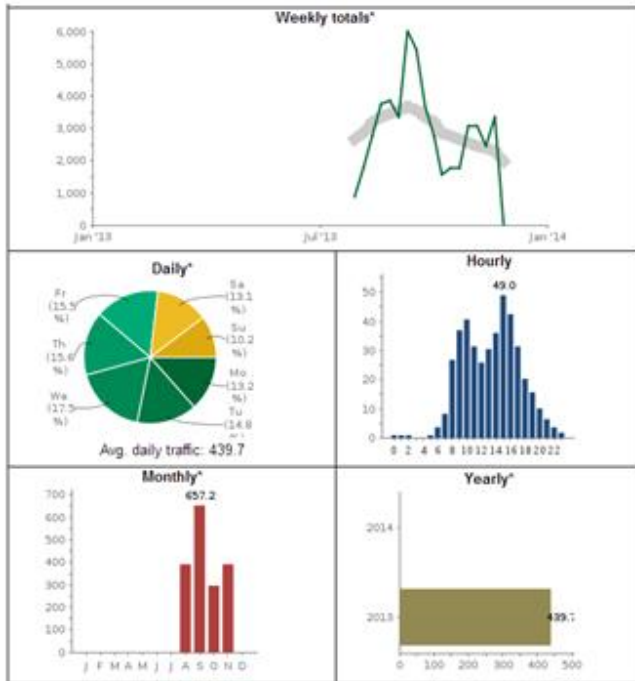 Weekly totals*
6,000
5,000
4,000
3,000
2,000
1,000
0
Jan '13 Jul '13 Jan '14
Daily*
Fr
(15.5
%)
Sa
(13.1
%)
Th
(15.6
%)
Su
(10.2
%)
We
(17.5
%)
Mo
(13.2
%)
Tu
(14.8
%)
Avg. daily traffic: 439.7
Hourly
49.0
50
40
30
20
10
0
0 2 4 6 8 10 12 14 16 18 20 22
Monthly*
657.2
700
600
500
400
300
200
100
0
J F M A M J J A S O N D
Yearly*
2014
2013
439.7
0 100 200 300 400 500